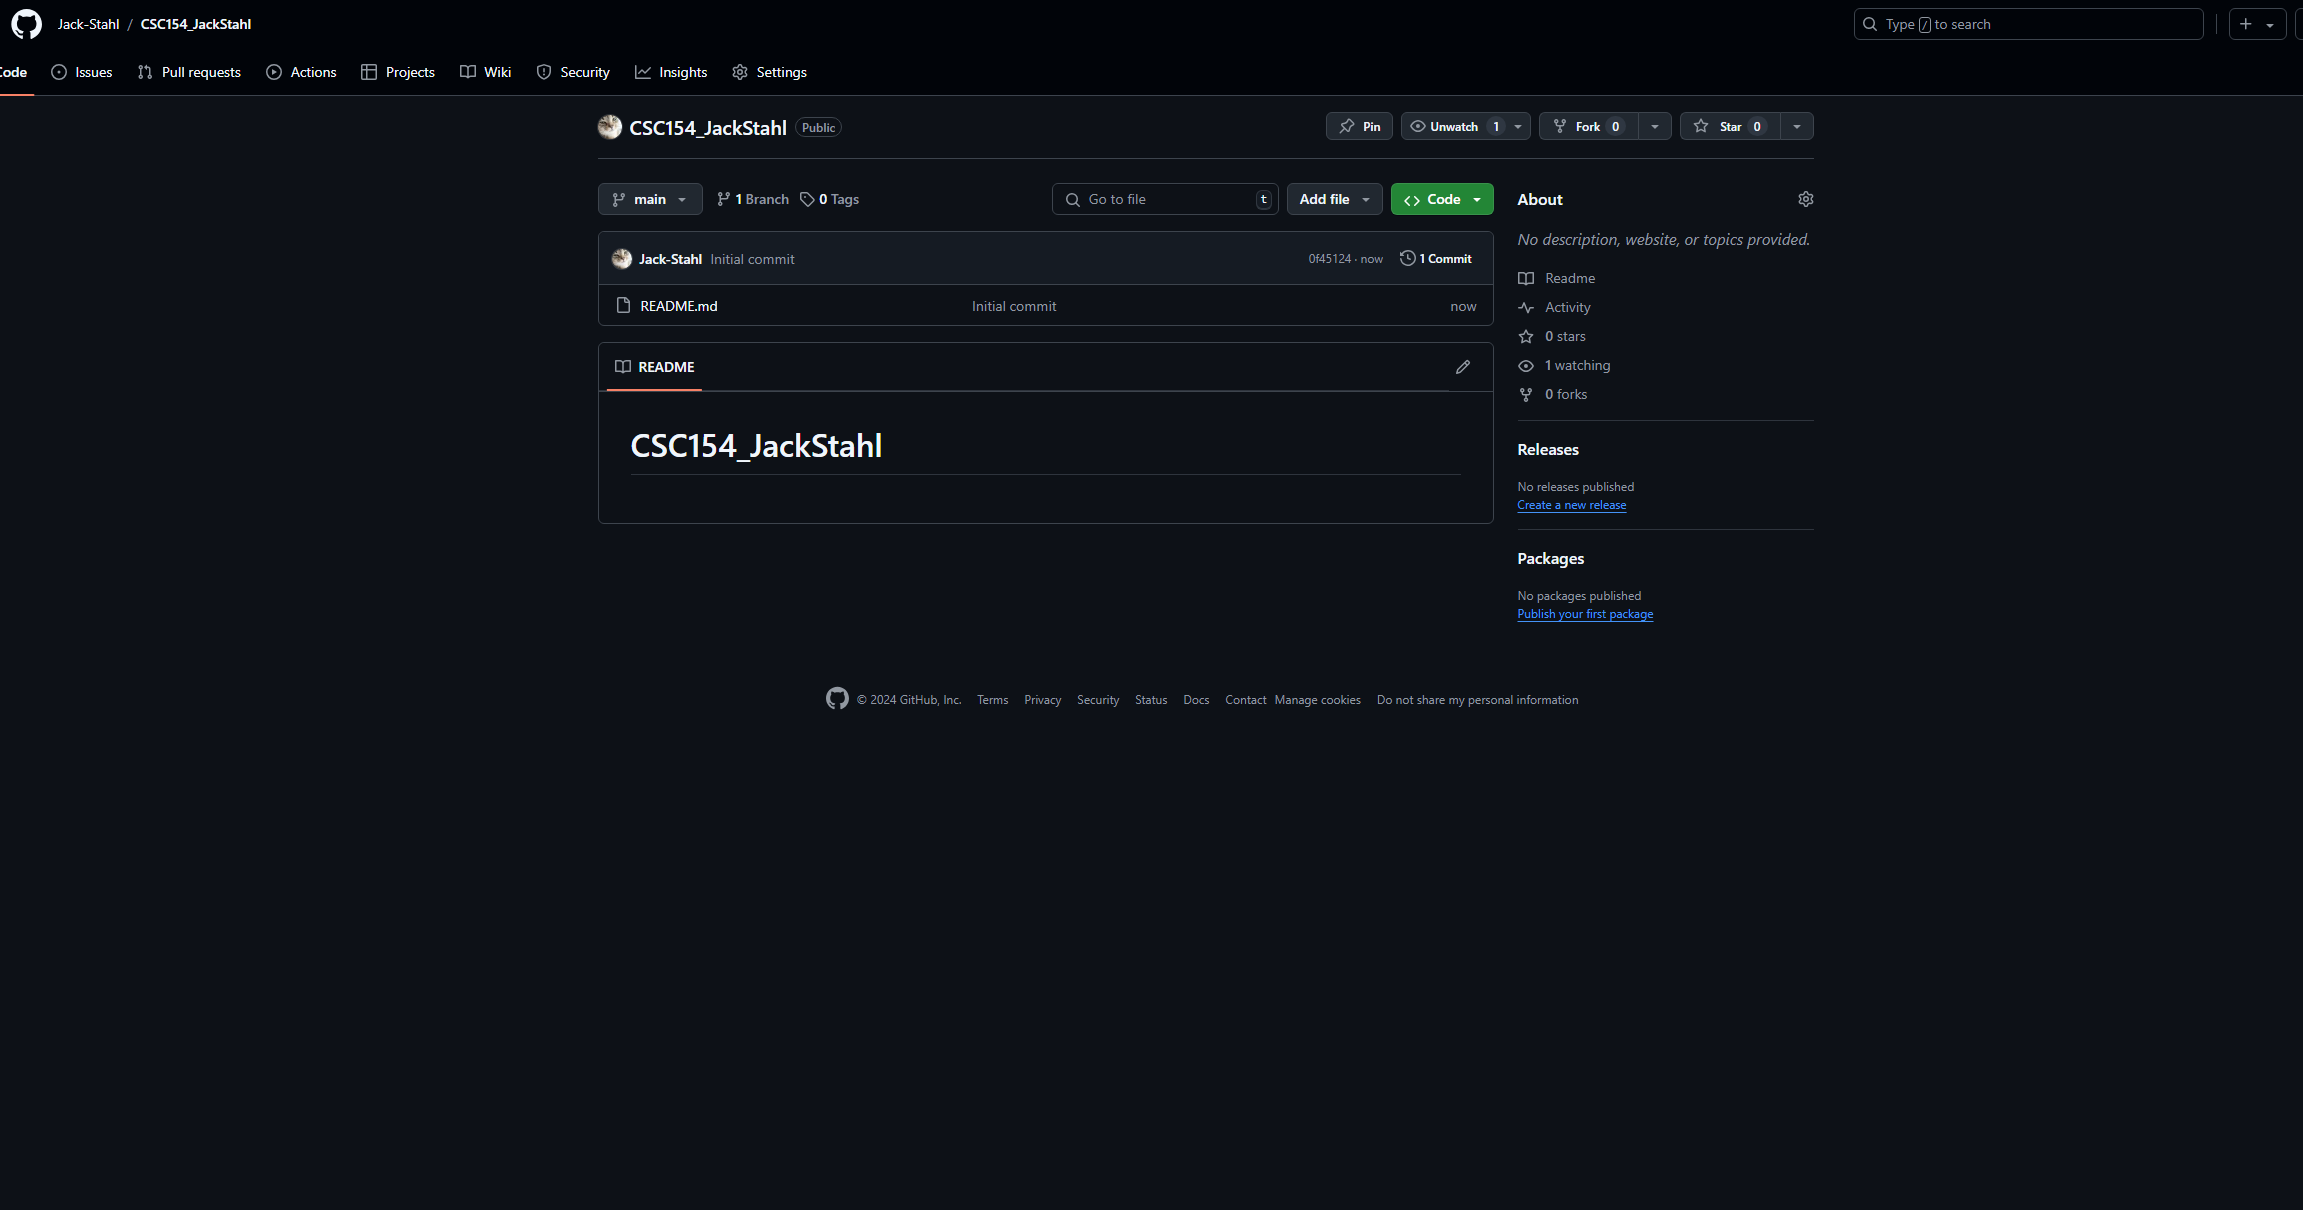 Jack-Stahl / CSC154_JackStahl
Type / to search
Code Issues Pull requests Actions Projects Wiki Security Insights Settings
CSC154_JackStahl Public
Pin Unwatch 1 Fork 0 Star 0
main 1 Branch 0 Tags Go to file t Add file Code
Jack-Stahl Initial commit 0f45124 · now 1 Commit
README.md Initial commit now
README
CSC154_JackStahl
About
No description, website, or topics provided.
Readme
Activity
0 stars
1 watching
0 forks
Releases
No releases published
Create a new release
Packages
No packages published
Publish your first package
© 2024 GitHub, Inc. Terms Privacy Security Status Docs Contact Manage cookies Do not share my personal information